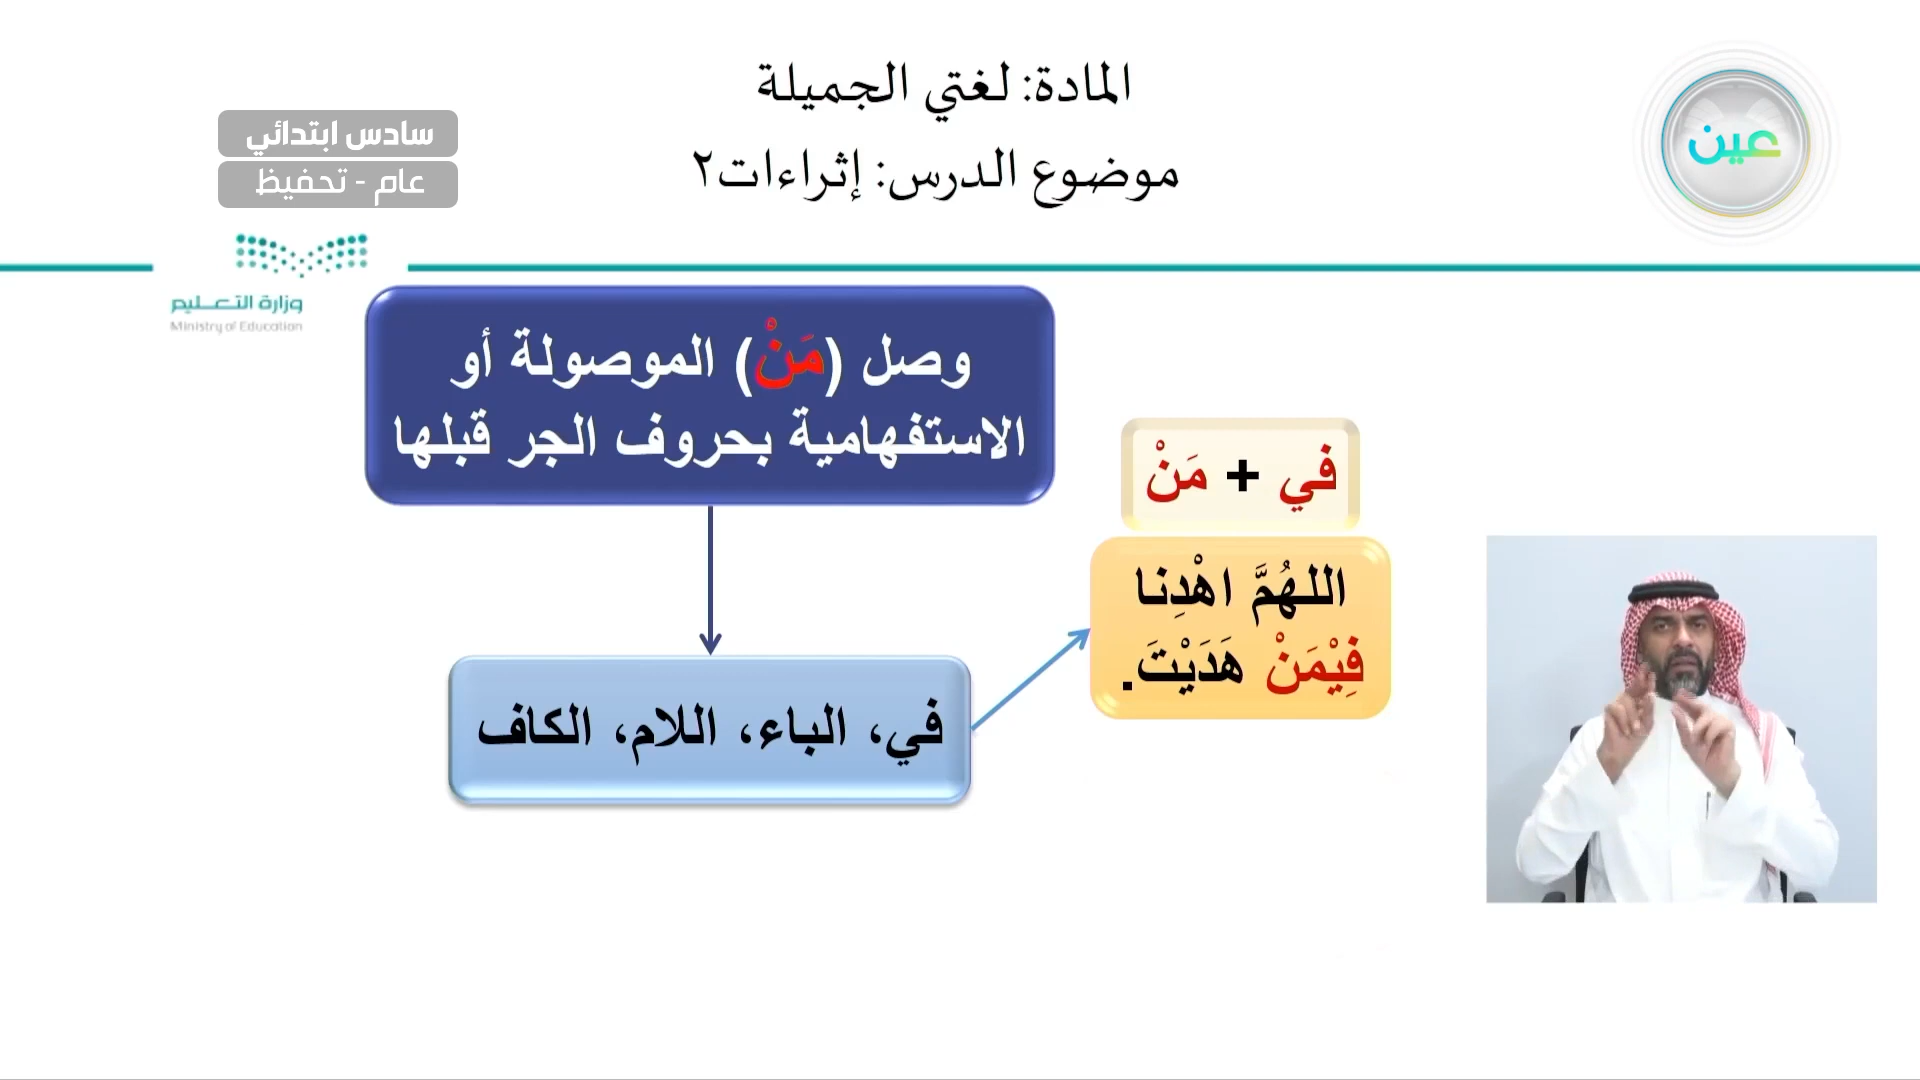 المادة: لغتي الجميلة
موضوع الدرس: إثراءات٢
عين
سادس ابتدائي
عام - تحفيظ
وزارة التعليم
Ministry of Education
وصل (مَنْ) الموصولة أو
الاستفهامية بحروف الجر قبلها
في + مَنْ
اللهُمَّ اهْدِنا
فِيْمَنْ هَدَيْتَ.
في، الباء، اللام، الكاف